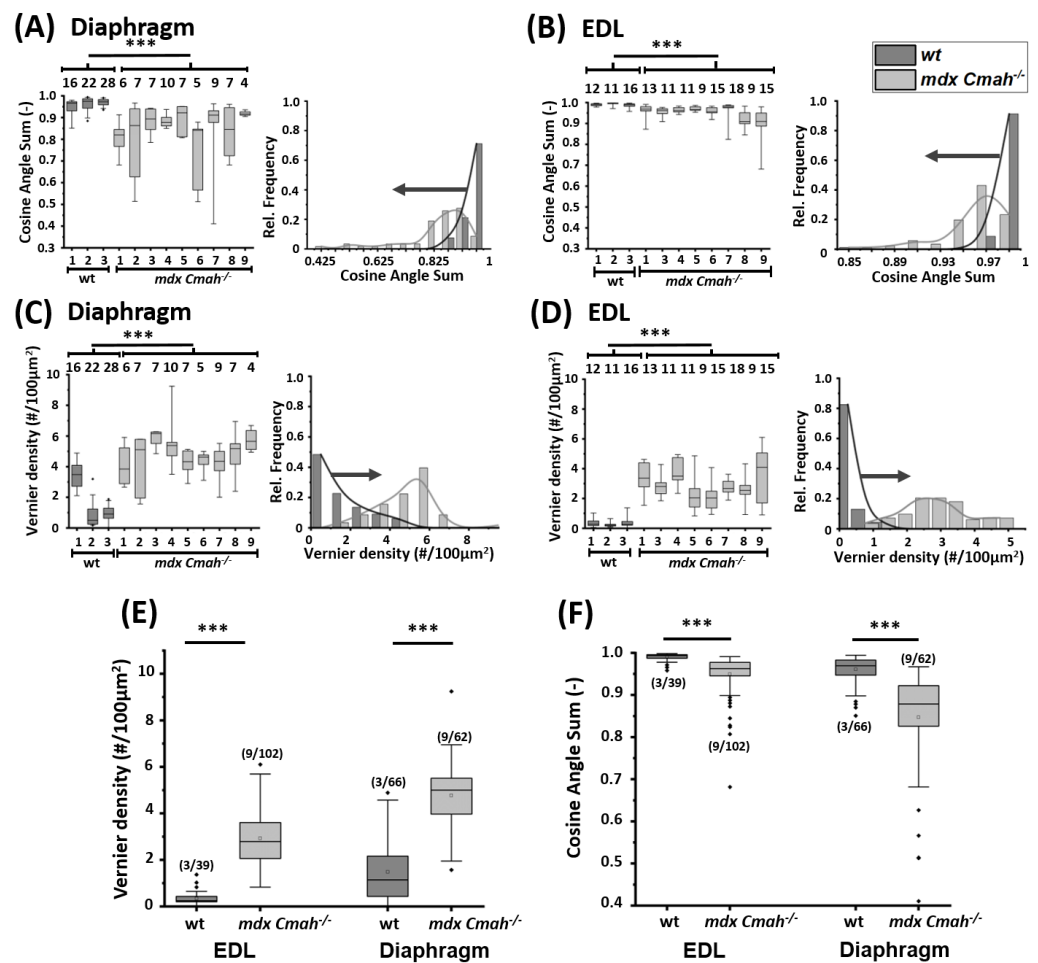 (A) Diaphragm
***
16 22 28 6 7 7 10 7 5 9 7 4
Cosine Angle Sum (-)
1.0
0.9
0.8
0.7
0.6
0.5
0.4
0.3
1 2 3 1 2 3 4 5 6 7 8 9
wt mdx Cmah-/-
Rel. Frequency
1.0
0.8
0.6
0.4
0.2
0
0.425 0.625 0.825 1
Cosine Angle Sum
(B) EDL
***
12 11 16 13 11 11 9 15 18 9 15
Cosine Angle Sum (-)
1.0
0.9
0.8
0.7
0.6
0.5
0.4
0.3
1 2 3 1 2 3 4 5 6 7 8 9
wt mdx Cmah-/-
Rel. Frequency
1.0
0.8
0.6
0.4
0.2
0
0.85 0.89 0.93 0.97 1
Cosine Angle Sum
wt
mdx Cmah-/-
(C) Diaphragm
***
16 22 28 6 7 7 10 7 5 9 7 4
Vernier density (#/100µm²)
10
8
6
4
2
0
1 2 3 1 2 3 4 5 6 7 8 9
wt mdx Cmah-/-
Rel. Frequency
1.0
0.8
0.6
0.4
0.2
0
0 2 4 6 8
Vernier density (#/100µm²)
(D) EDL
***
12 11 16 13 11 11 9 15 18 9 15
Vernier density (#/100µm²)
10
8
6
4
2
0
1 2 3 1 2 3 4 5 6 7 8 9
wt mdx Cmah-/-
Rel. Frequency
1.0
0.8
0.6
0.4
0.2
0
0 1 2 3 4 5
Vernier density (#/100µm²)
(E)
*** ***
Vernier density (#/100µm²)
10
8
6
4
2
0
(3/39)
(9/102)
(3/66)
(9/62)
wt mdx Cmah-/- wt mdx Cmah-/-
EDL Diaphragm
(F)
*** ***
Cosine Angle Sum (-)
1.0
0.9
0.8
0.7
0.6
0.5
0.4
(3/39)
(9/102)
(3/66)
(9/62)
wt mdx Cmah-/- wt mdx Cmah-/-
EDL Diaphragm